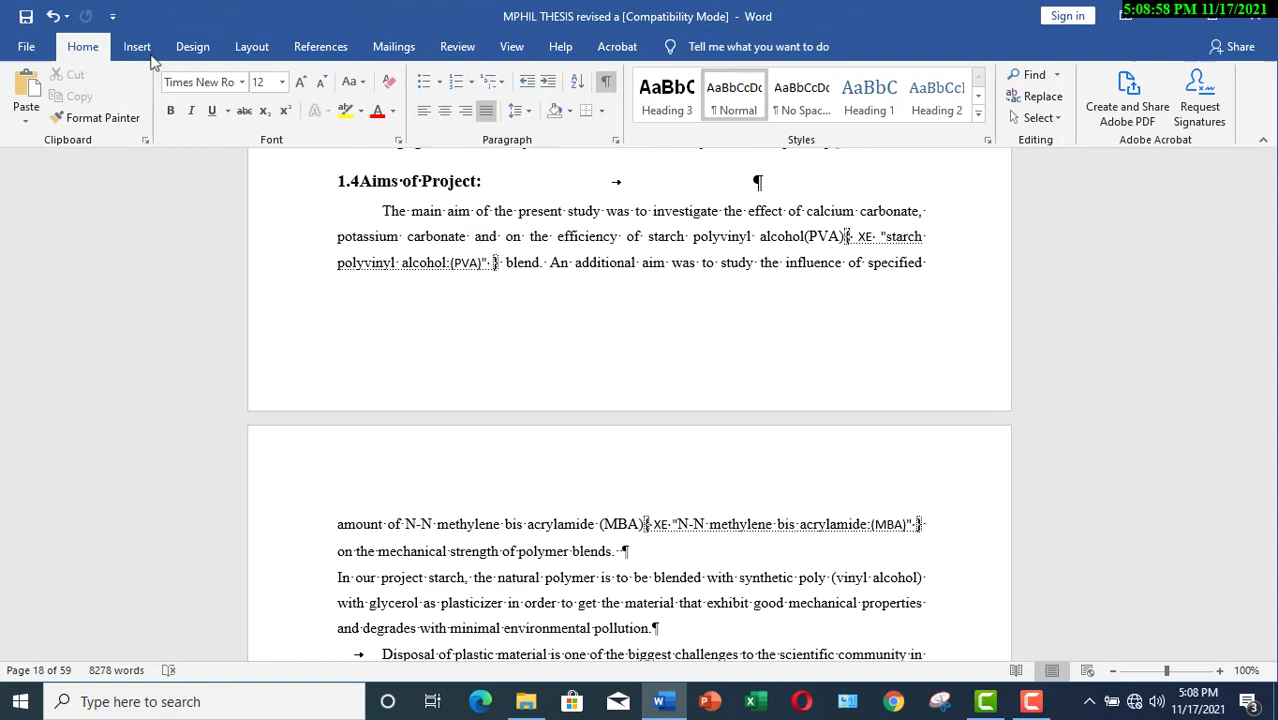 MPHIL THESIS revised a [Compatibility Mode] - Word
Sign in
5:08:58 PM 11/17/2021
File Home Insert Design Layout References Mailings Review View Help Acrobat Tell me what you want to do Share
Paste
Cut
Copy
Format Painter
Clipboard
Times New Ro 12
Font
Paragraph
AaBbC AaBbCcDc AaBbCcDc AaBbC AaBbCcD
Heading 3 ¶ Normal ¶ No Spac... Heading 1 Heading 2
Styles
Find
Replace
Select
Editing
Create and Share Adobe PDF
Request Signatures
Adobe Acrobat
1.4Aims·of·Project: → ¶
The main aim of the present study was to investigate the effect of calcium carbonate,
potassium carbonate and on the efficiency of starch polyvinyl alcohol(PVA){ XE· "starch
polyvinyl alcohol:(PVA)"· } blend. An additional aim was to study the influence of specified
amount of N-N methylene bis acrylamide (MBA){ XE·"N-N methylene bis acrylamide:(MBA)"· }
on the mechanical strength of polymer blends. ¶
In our project starch, the natural polymer is to be blended with synthetic poly (vinyl alcohol)
with glycerol as plasticizer in order to get the material that exhibit good mechanical properties
and degrades with minimal environmental pollution.¶
→ Disposal of plastic material is one of the biggest challenges to the scientific community in
Page 18 of 59 8278 words 100%
Type here to search
5:08 PM
11/17/2021
3